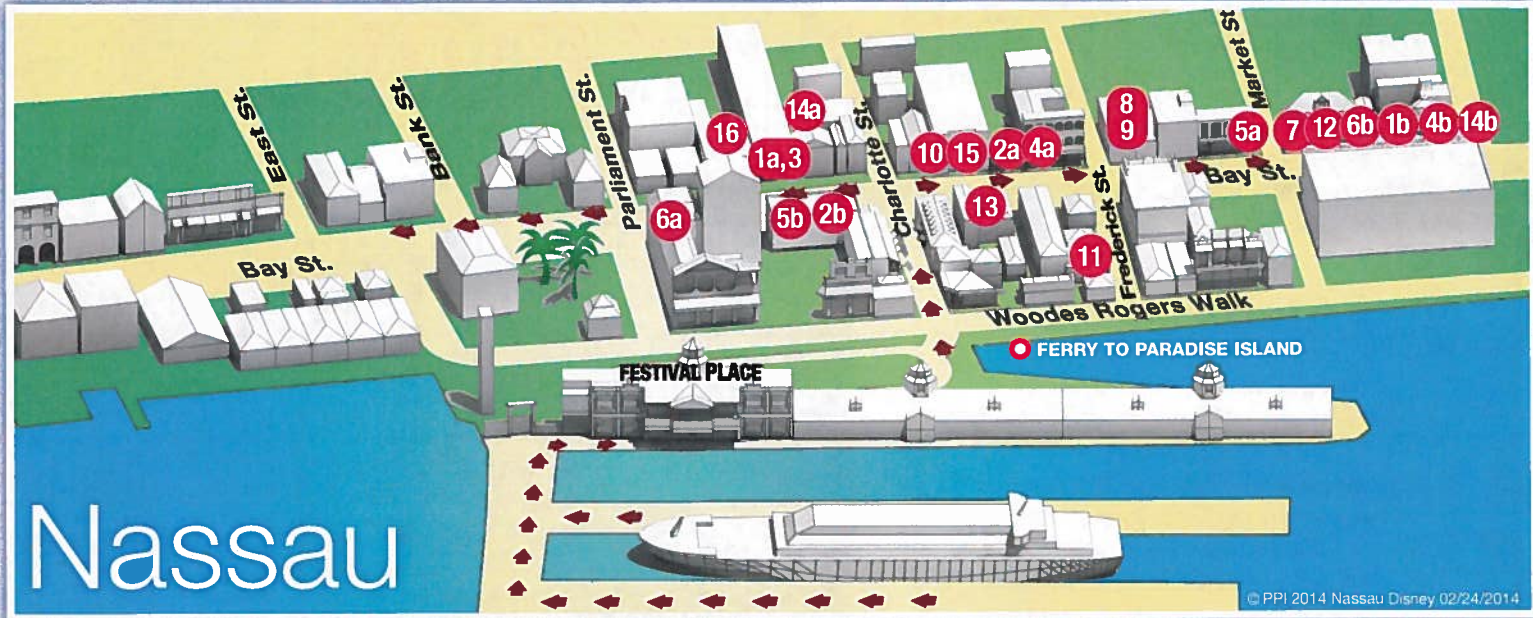 East St.
Bank St.
Parliament St.
Charlotte St.
Frederick St.
Market St
16
14a
1a,3
10
15
2a
4a
8
9
5a
7
12
6b
1b
4b
14b
6a
5b
2b
13
11
Bay St.
Bay St.
Woodes Rogers Walk
FERRY TO PARADISE ISLAND
FESTIVAL PLACE
Nassau
© PPI 2014 Nassau Disney 02/24/2014